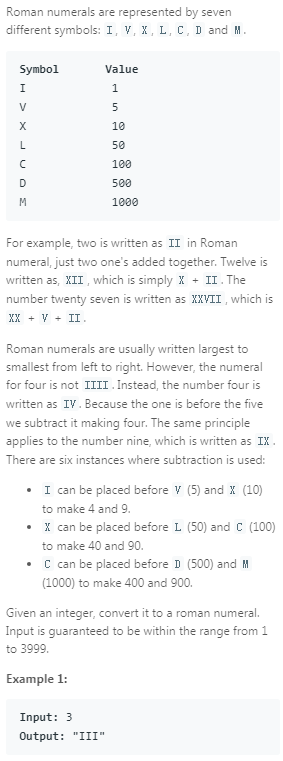 Roman numerals are represented by seven
different symbols: I, V, X, L, C, D and M.
Symbol Value
I 1
V 5
X 10
L 50
C 100
D 500
M 1000
For example, two is written as II in Roman
numeral, just two one's added together. Twelve is
written as, XII, which is simply X + II. The
number twenty seven is written as XXVII, which is
XX + V + II.
Roman numerals are usually written largest to
smallest from left to right. However, the numeral
for four is not IIII. Instead, the number four is
written as IV. Because the one is before the five
we subtract it making four. The same principle
applies to the number nine, which is written as IX.
There are six instances where subtraction is used:
• I can be placed before V (5) and X (10)
to make 4 and 9.
• X can be placed before L (50) and C (100)
to make 40 and 90.
• C can be placed before D (500) and M
(1000) to make 400 and 900.
Given an integer, convert it to a roman numeral.
Input is guaranteed to be within the range from 1
to 3999.
Example 1:
Input: 3
Output: "III"